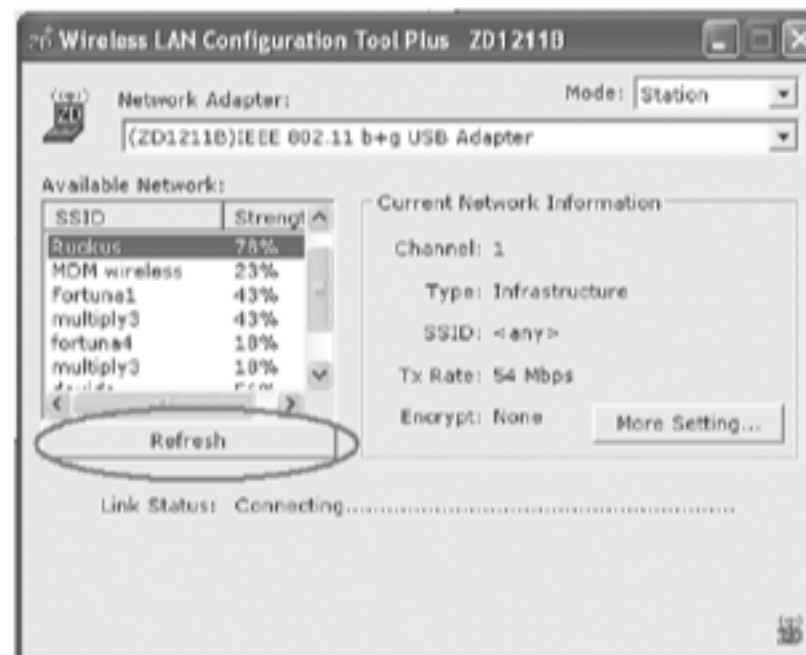 Wireless LAN Configuration Tool Plus ZD1211B
ZD
Network Adapter:
Mode: Station
(ZD1211B)IEEE 802.11 b+g USB Adapter
Available Network:
SSID Strengt
Ruckus 78%
MDM wireless 23%
Fortuna1 43%
multiply3 43%
fortuna4 18%
multiply3 18%
Refresh
Current Network Information
Channel: 1
Type: Infrastructure
SSID: <any>
Tx Rate: 54 Mbps
Encrypt: None
More Setting...
Link Status: Connecting......................................................